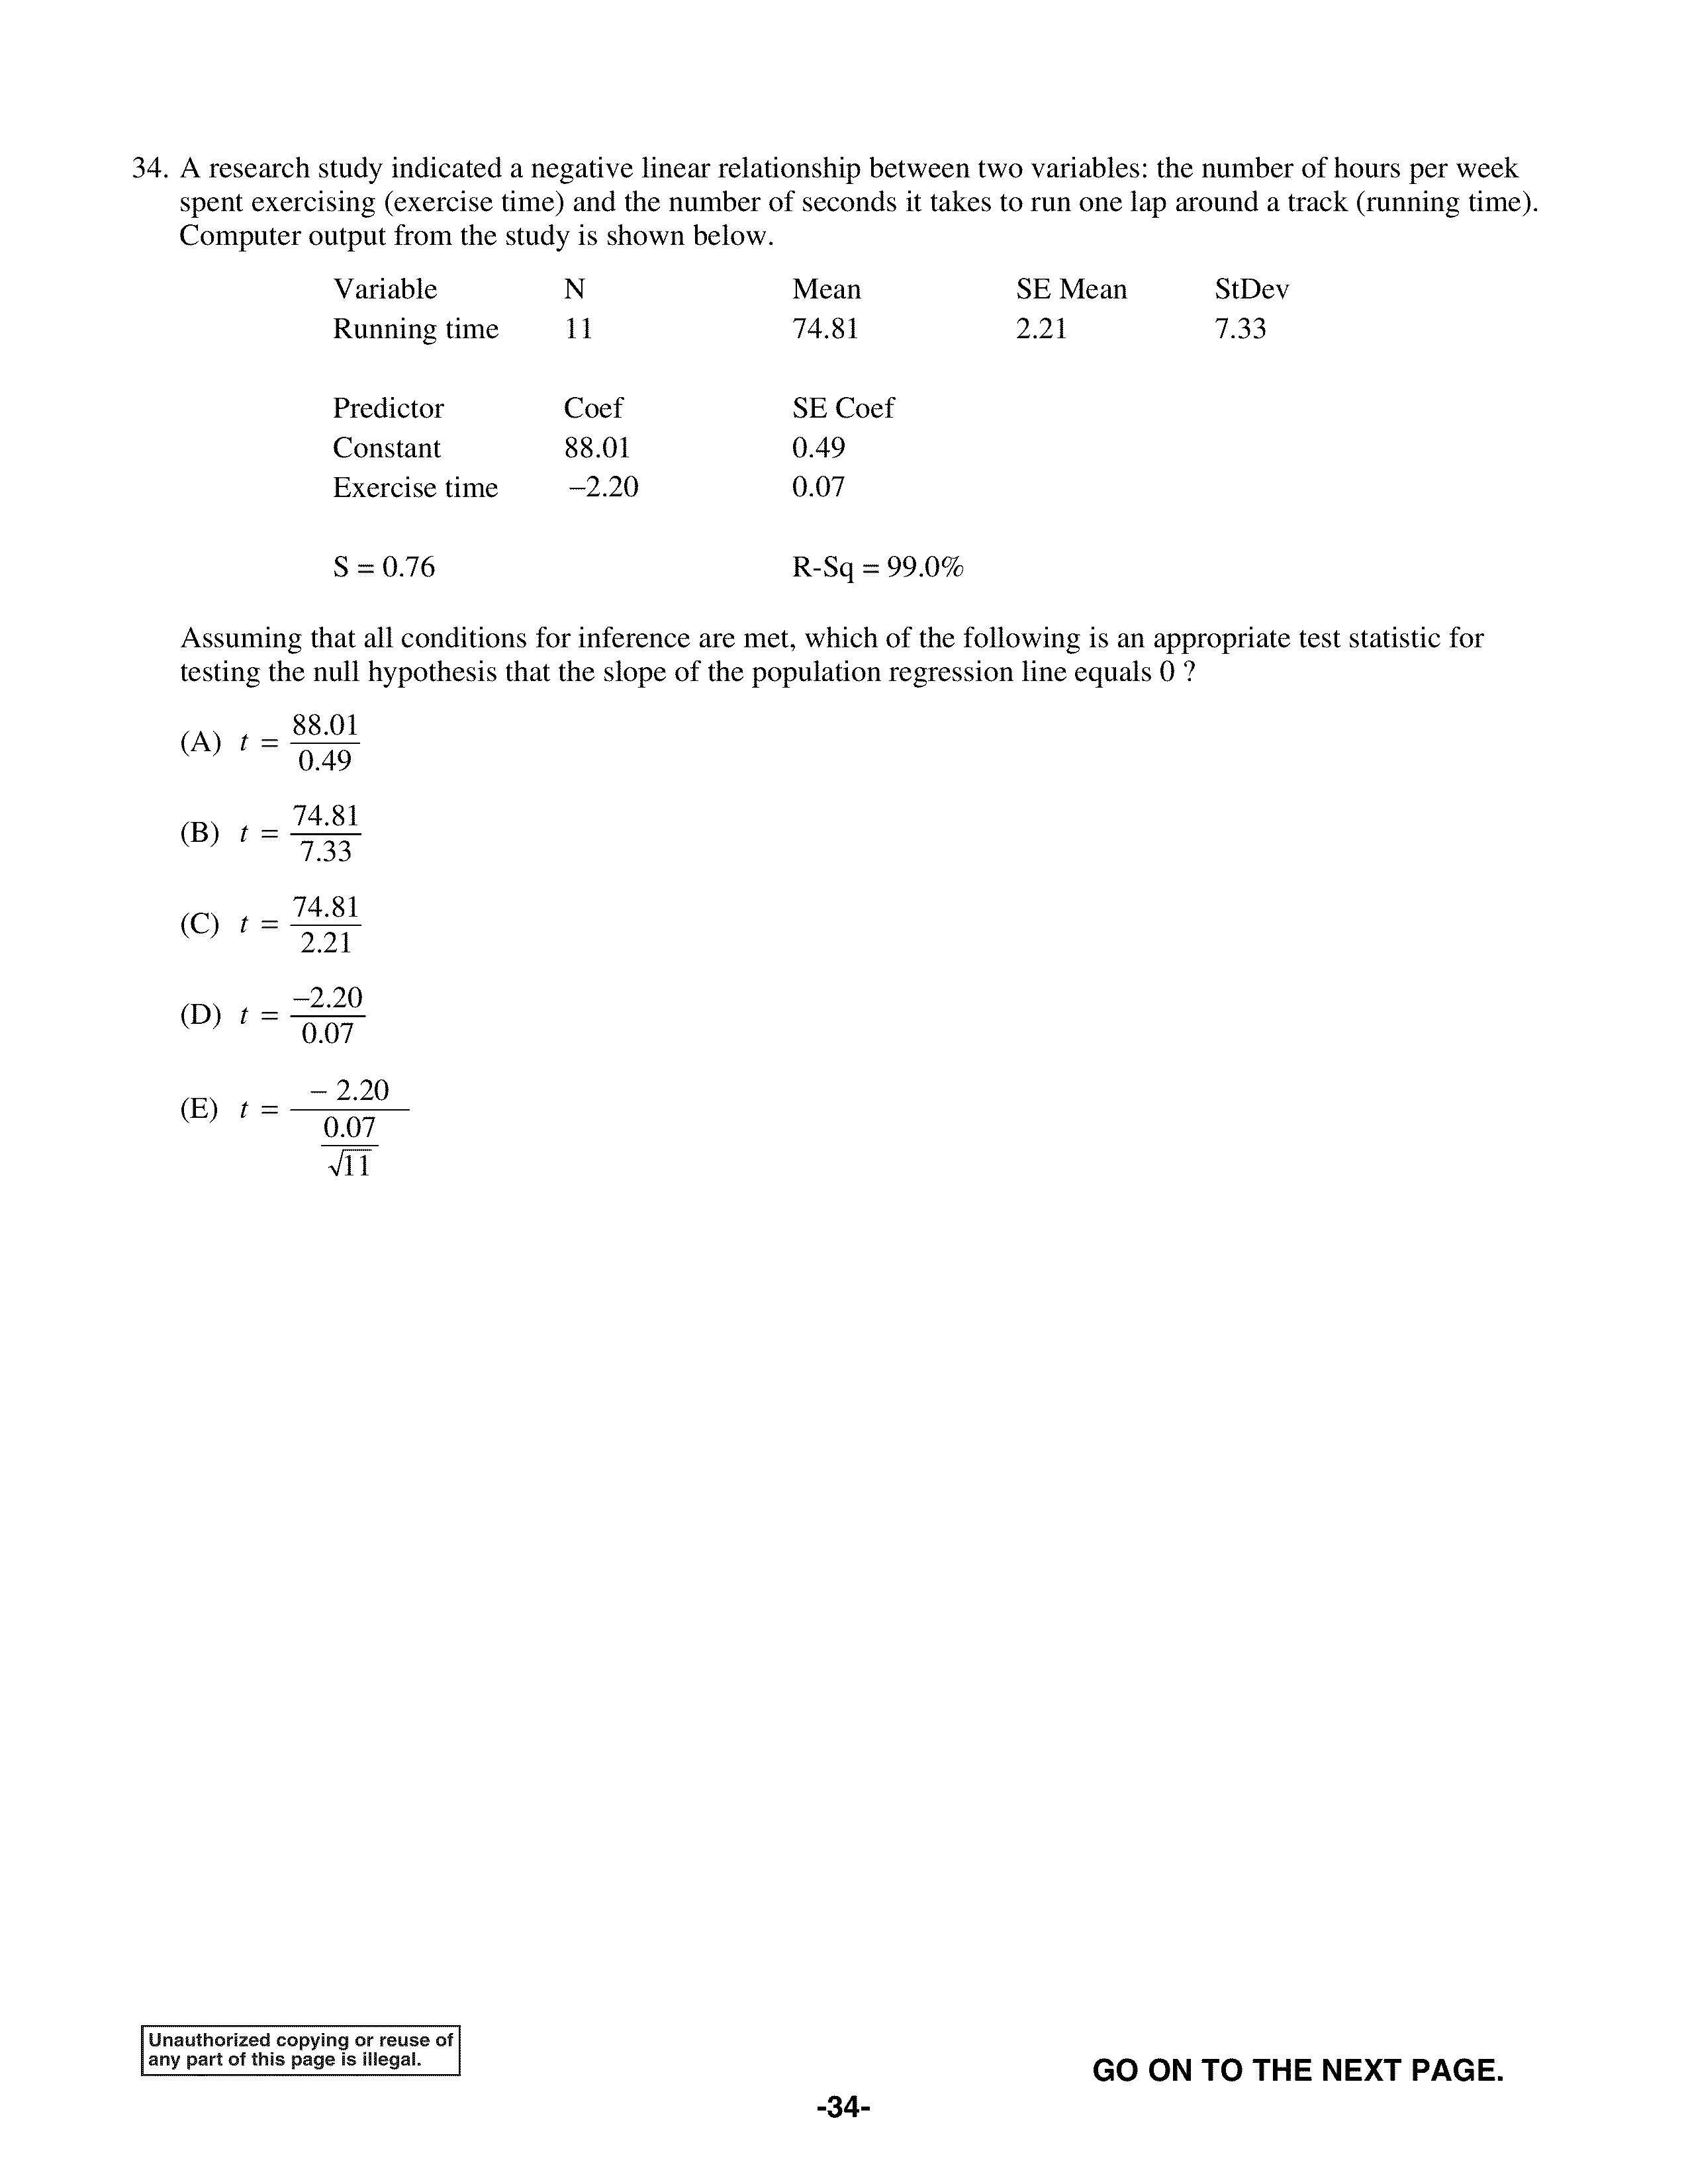 34. A research study indicated a negative linear relationship between two variables: the number of hours per week
spent exercising (exercise time) and the number of seconds it takes to run one lap around a track (running time).
Computer output from the study is shown below.
Variable N Mean SE Mean StDev
Running time 11 74.81 2.21 7.33
Predictor Coef SE Coef
Constant 88.01 0.49
Exercise time –2.20 0.07
S = 0.76 R-Sq = 99.0%
Assuming that all conditions for inference are met, which of the following is an appropriate test statistic for
testing the null hypothesis that the slope of the population regression line equals 0 ?
(A) t = 88.01
0.49
(B) t = 74.81
7.33
(C) t = 74.81
2.21
(D) t = –2.20
0.07
(E) t = – 2.20
0.07
√11
Unauthorized copying or reuse of
any part of this page is illegal.
GO ON TO THE NEXT PAGE.
-34-